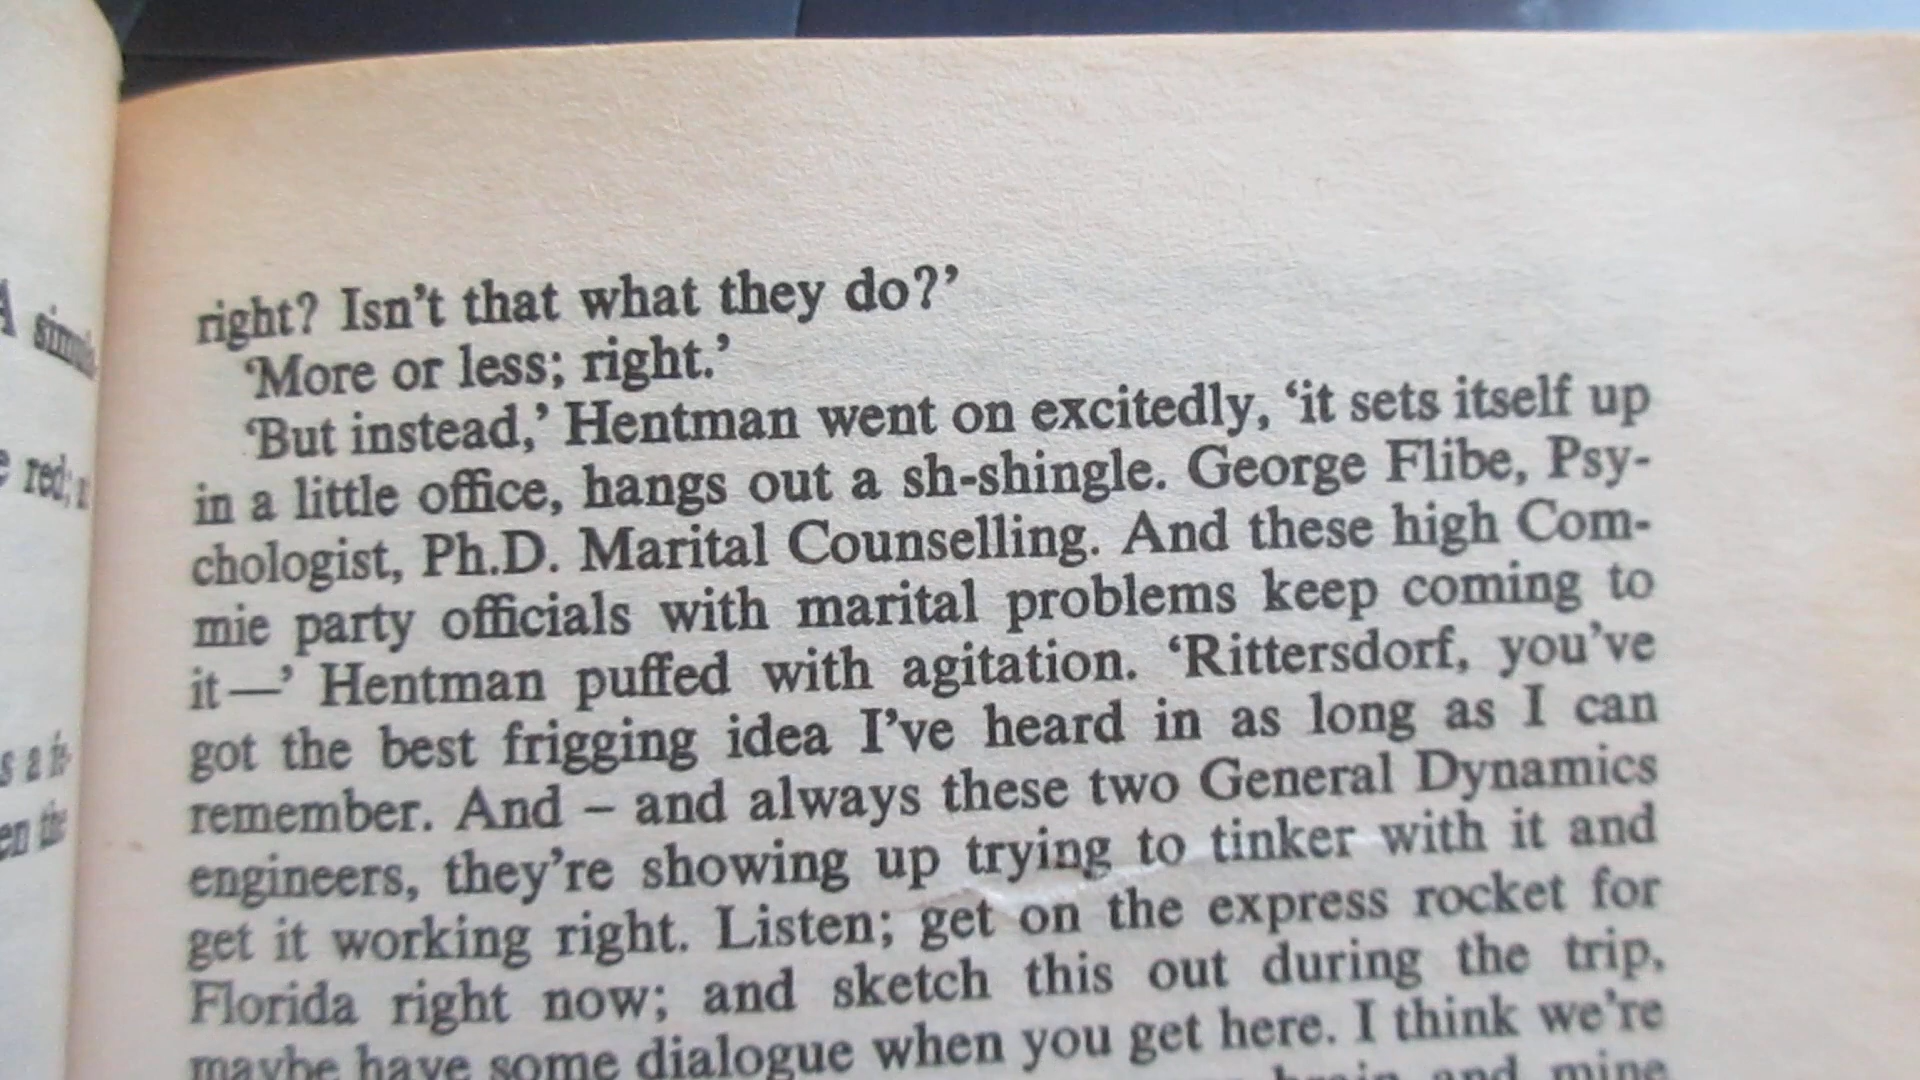 right? Isn't that what they do?’
‘More or less; right.’
‘But instead,’ Hentman went on excitedly, ‘it sets itself up
in a little office, hangs out a sh-shingle. George Flibe, Psy-
chologist, Ph.D. Marital Counselling. And these high Com-
mie party officials with marital problems keep coming to
it—’ Hentman puffed with agitation. ‘Rittersdorf, you've
got the best frigging idea I've heard in as long as I can
remember. And – and always these two General Dynamics
engineers, they're showing up trying to tinker with it and
get it working right. Listen; get on the express rocket for
Florida right now; and sketch this out during the trip,
maybe have some dialogue when you get here. I think we're
brain and mine